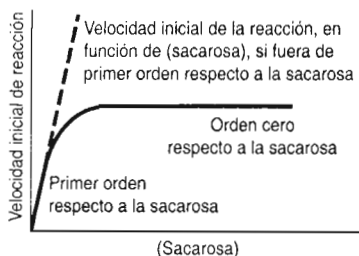 Velocidad inicial de reacción
Velocidad inicial de la reacción, en
función de (sacarosa), si fuera de
primer orden respecto a la sacarosa
Orden cero
respecto a la sacarosa
Primer orden
respecto a la sacarosa
(Sacarosa)